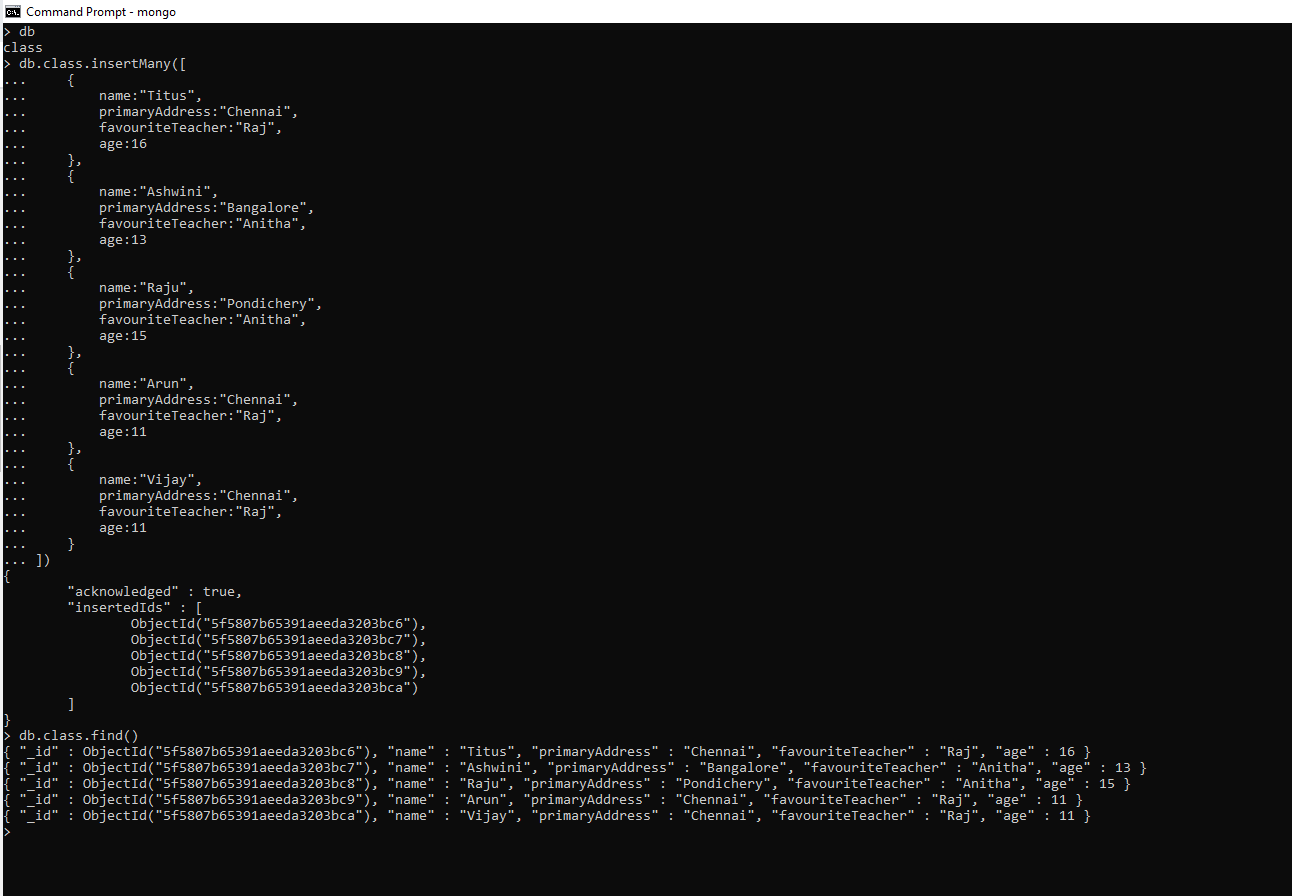 Command Prompt - mongo
> db
class
> db.class.insertMany([
...     {
...         name:"Titus",
...         primaryAddress:"Chennai",
...         favouriteTeacher:"Raj",
...         age:16
...     },
...     {
...         name:"Ashwini",
...         primaryAddress:"Bangalore",
...         favouriteTeacher:"Anitha",
...         age:13
...     },
...     {
...         name:"Raju",
...         primaryAddress:"Pondichery",
...         favouriteTeacher:"Anitha",
...         age:15
...     },
...     {
...         name:"Arun",
...         primaryAddress:"Chennai",
...         favouriteTeacher:"Raj",
...         age:11
...     },
...     {
...         name:"Vijay",
...         primaryAddress:"Chennai",
...         favouriteTeacher:"Raj",
...         age:11
...     }
... ])
{
        "acknowledged" : true,
        "insertedIds" : [
                ObjectId("5f5807b65391aeeda3203bc6"),
                ObjectId("5f5807b65391aeeda3203bc7"),
                ObjectId("5f5807b65391aeeda3203bc8"),
                ObjectId("5f5807b65391aeeda3203bc9"),
                ObjectId("5f5807b65391aeeda3203bca")
        ]
}
> db.class.find()
{ "_id" : ObjectId("5f5807b65391aeeda3203bc6"), "name" : "Titus", "primaryAddress" : "Chennai", "favouriteTeacher" : "Raj", "age" : 16 }
{ "_id" : ObjectId("5f5807b65391aeeda3203bc7"), "name" : "Ashwini", "primaryAddress" : "Bangalore", "favouriteTeacher" : "Anitha", "age" : 13 }
{ "_id" : ObjectId("5f5807b65391aeeda3203bc8"), "name" : "Raju", "primaryAddress" : "Pondichery", "favouriteTeacher" : "Anitha", "age" : 15 }
{ "_id" : ObjectId("5f5807b65391aeeda3203bc9"), "name" : "Arun", "primaryAddress" : "Chennai", "favouriteTeacher" : "Raj", "age" : 11 }
{ "_id" : ObjectId("5f5807b65391aeeda3203bca"), "name" : "Vijay", "primaryAddress" : "Chennai", "favouriteTeacher" : "Raj", "age" : 11 }
>